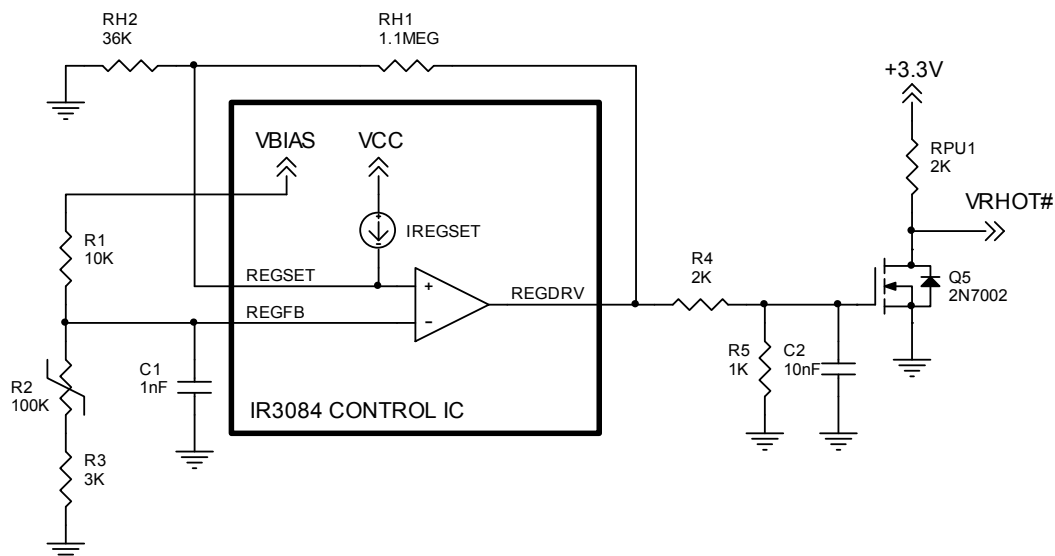 RH2
36K
RH1
1.1MEG
+3.3V
VBIAS
VCC
RPU1
2K
VRHOT#
IREGSET
R1
10K
R4
2K
REGSET
+
REGDRV
Q5
2N7002
REGFB
-
R5
1K
C2
10nF
C1
1nF
R2
100K
IR3084 CONTROL IC
R3
3K